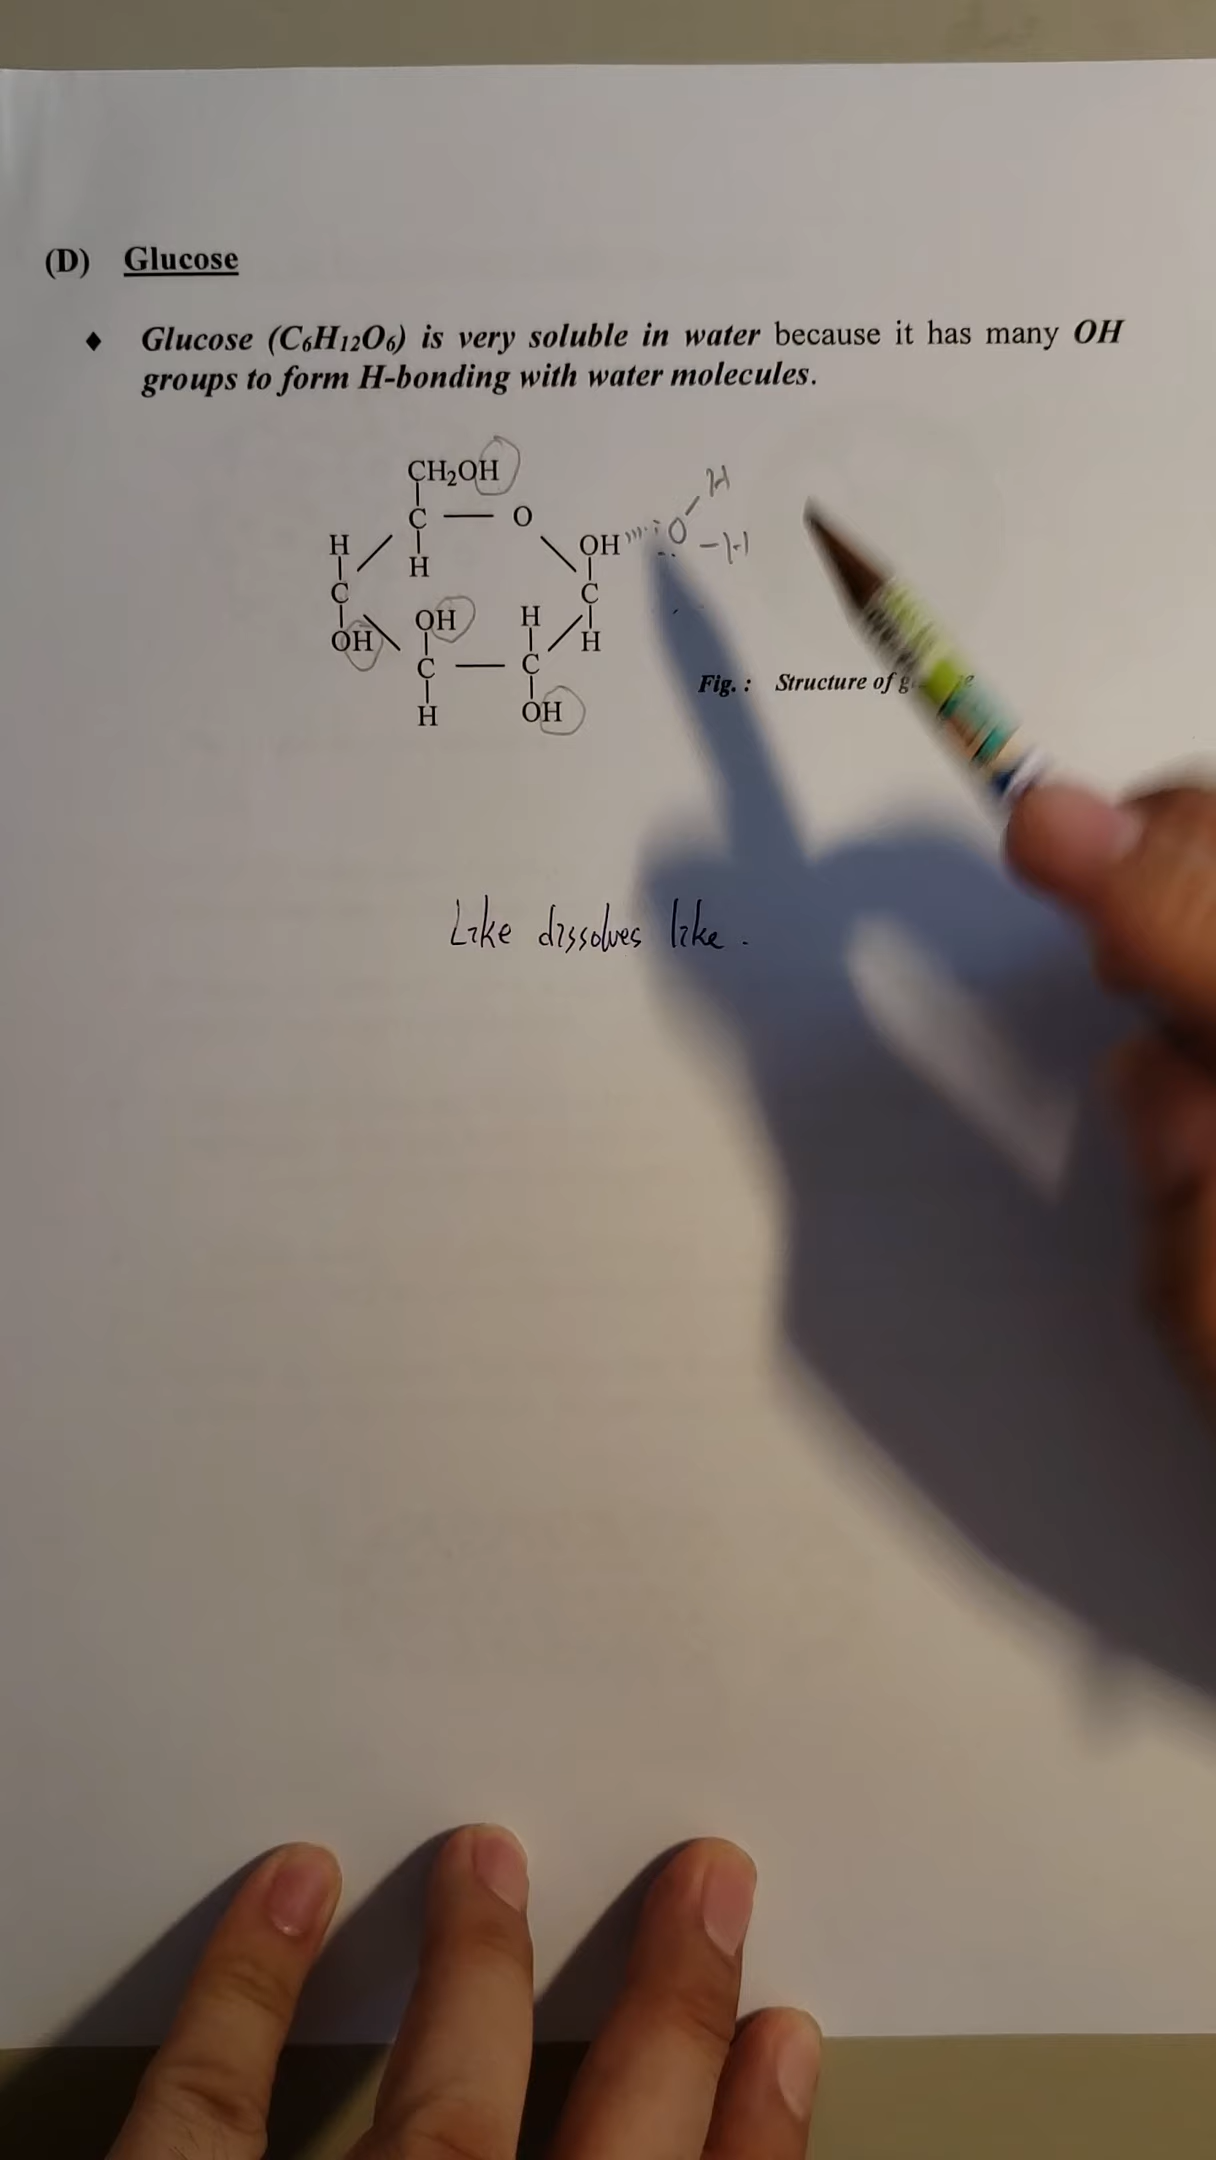 (D) Glucose
♦ Glucose (C₆H₁₂O₆) is very soluble in water because it has many OH
groups to form H-bonding with water molecules.
CH₂OH
H
C — O
H
OH
O
H
H
C
C
OH
OH
H
H
C — C
H
OH
Fig. : Structure of
Like dissolves like.